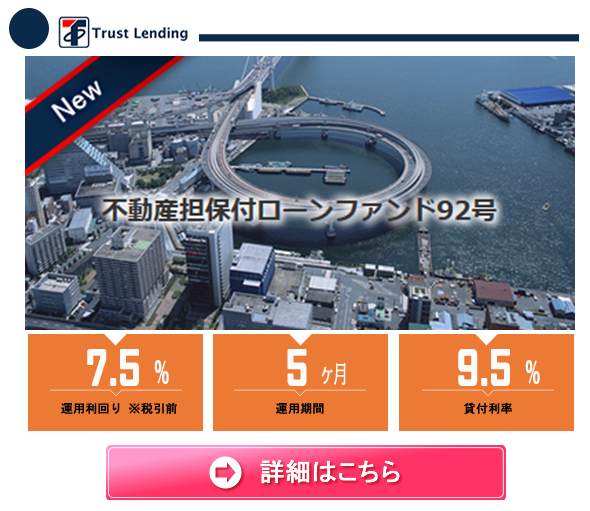 Trust Lending
New
不動産担保付ローンファンド92号
7.5 %
運用利回り ※税引前
5 ヶ月
運用期間
9.5 %
貸付利率
詳細はこちら